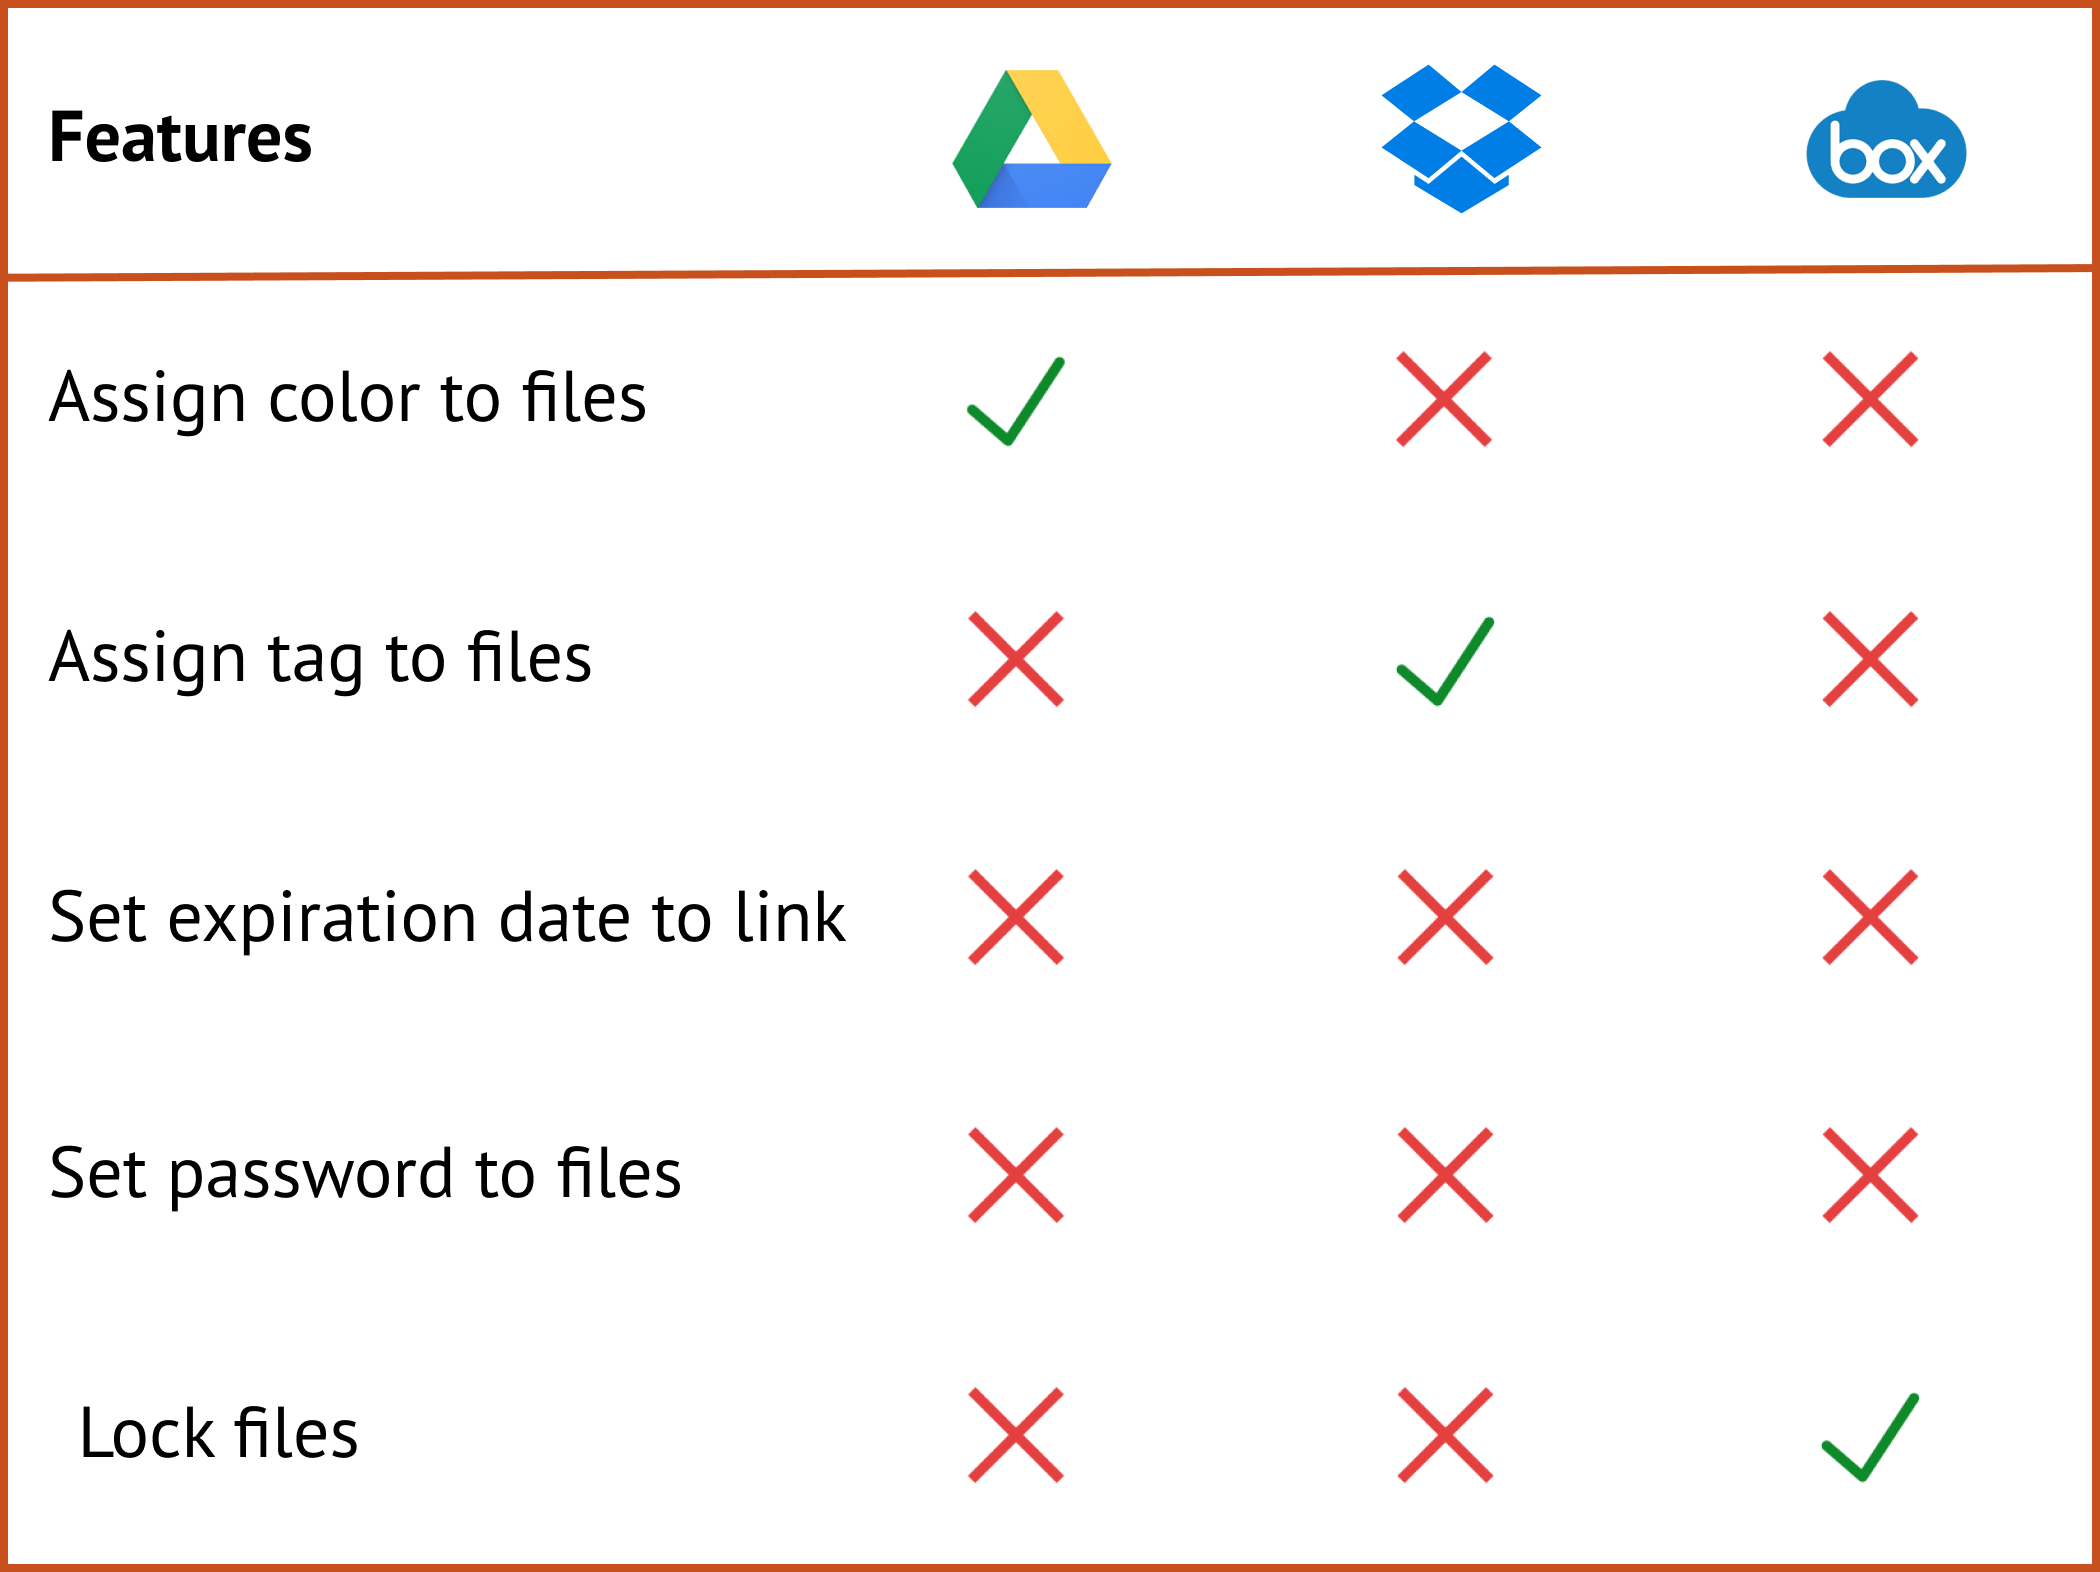 Features
box
Assign color to files
Assign tag to files
Set expiration date to link
Set password to files
Lock files